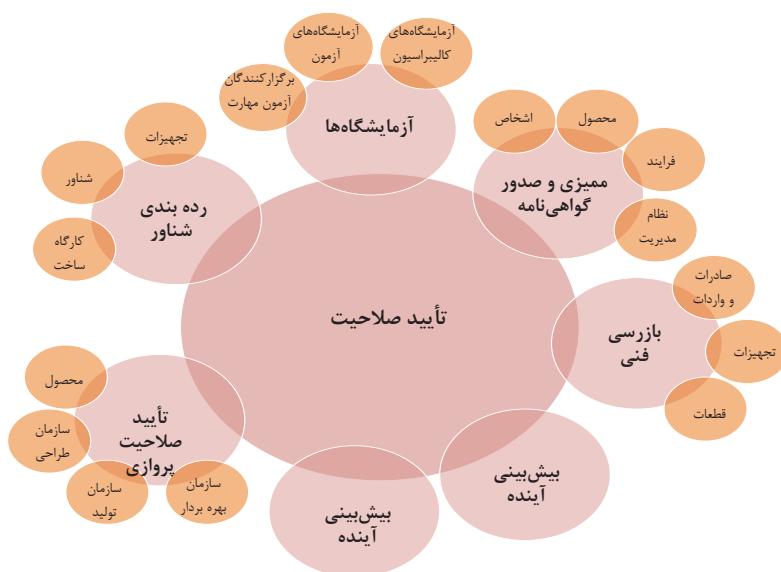 آزمایشگاه‌های
کالیبراسیون
آزمایشگاه‌های
آزمون
برگزارکنندگان
آزمون مهارت
آزمایشگاه‌ها
محصول
اشخاص
فرایند
نظام
مدیریت
ممیزی و صدور
گواهی‌نامه
تجهیزات
شناور
کارگاه
ساخت
رده بندی
شناور
صادرات
و واردات
تجهیزات
قطعات
بازرسی
فنی
تأیید صلاحیت
محصول
سازمان
طراحی
سازمان
تولید
سازمان
بهره بردار
تأیید
صلاحیت
پروازی
پیش‌بینی
آینده
پیش‌بینی
آینده